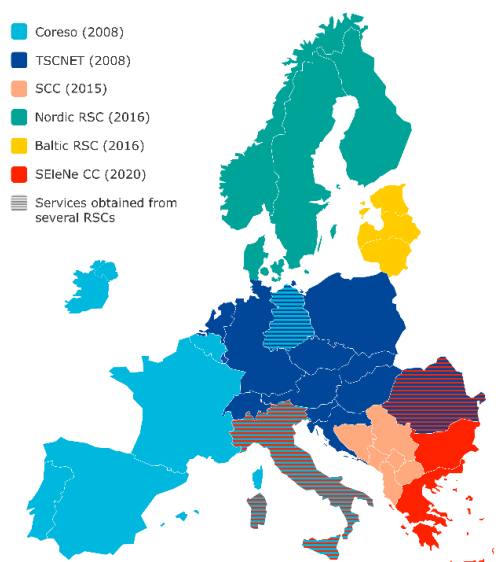 Coreso (2008)
TSCNET (2008)
SCC (2015)
Nordic RSC (2016)
Baltic RSC (2016)
SEleNe CC (2020)
Services obtained from
several RSCs